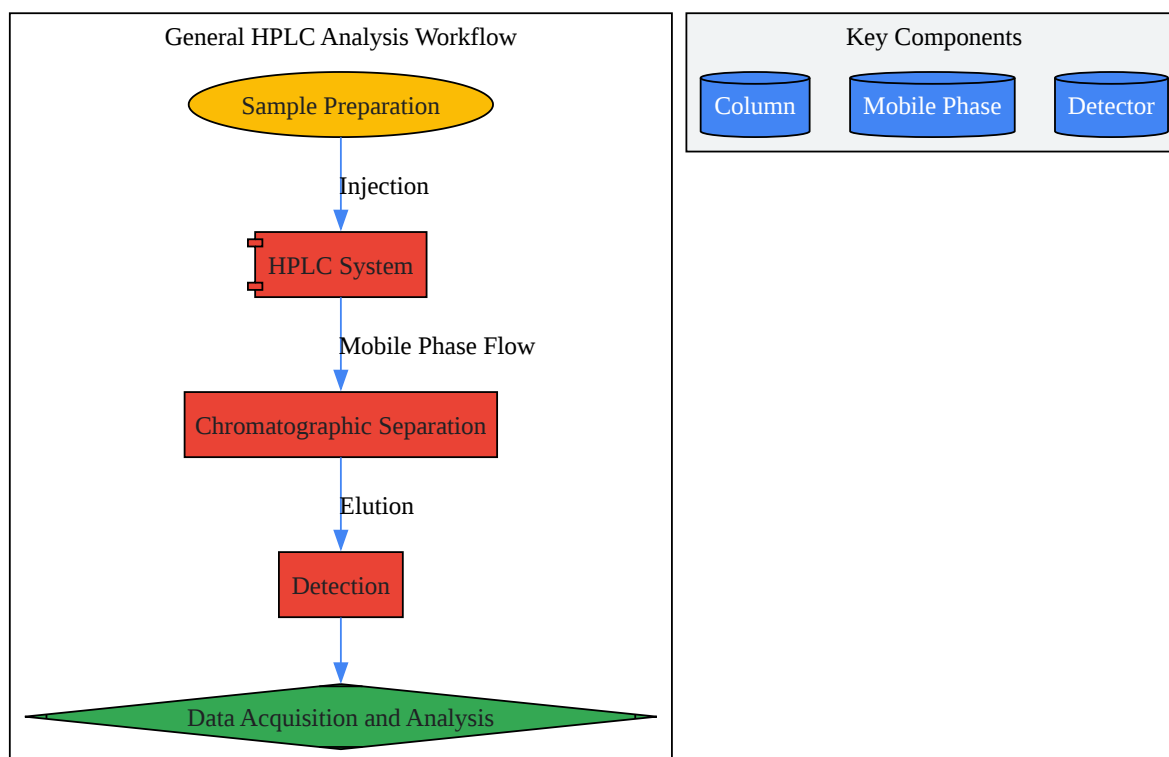 General HPLC Analysis Workflow
Sample Preparation
Injection
HPLC System
Mobile Phase Flow
Chromatographic Separation
Elution
Detection
Data Acquisition and Analysis
Key Components
Column
Mobile Phase
Detector